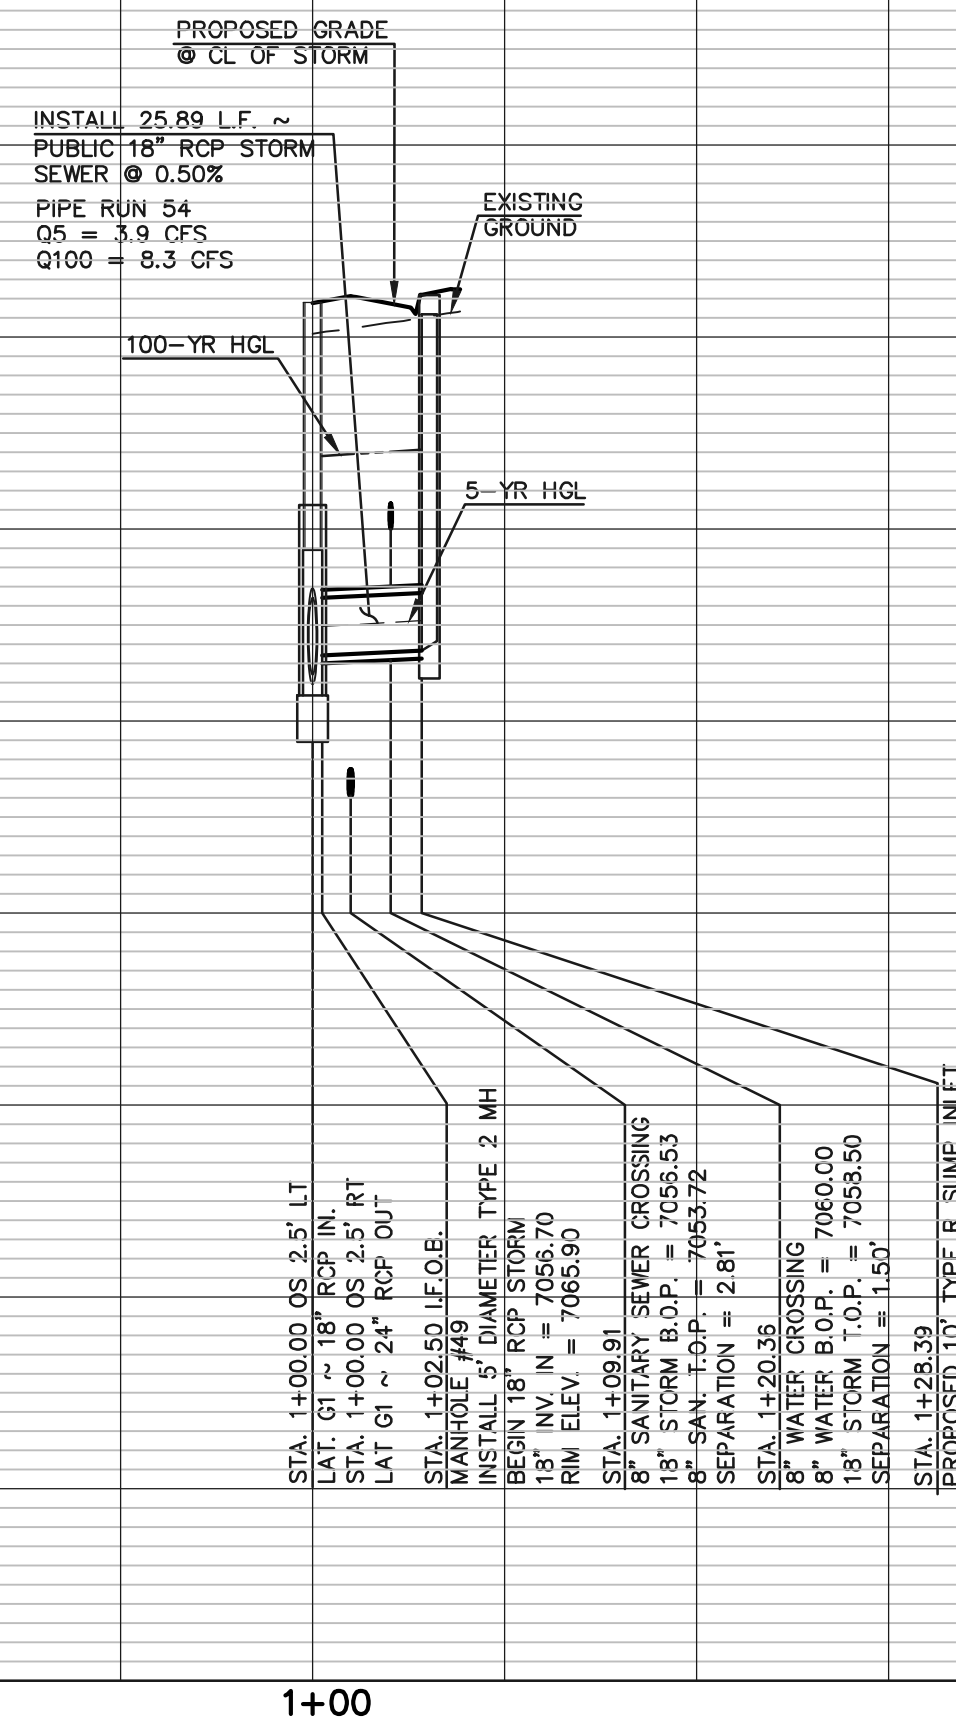 PROPOSED GRADE
@ CL OF STORM
INSTALL 25.89 L.F. ~
PUBLIC 18" RCP STORM
SEWER @ 0.50%
PIPE RUN 54
Q5 = 3.9 CFS
Q100 = 8.3 CFS
EXISTING
GROUND
100-YR HGL
5-YR HGL
STA. 1+00.00 OS 2.5' LT
LAT. G1 ~ 18" RCP IN.
STA. 1+00.00 OS 2.5' RT
LAT G1 ~ 24" RCP OUT
STA. 1+02.50 I.F.O.B.
MANHOLE #49
INSTALL 5' DIAMETER TYPE 2 MH
BEGIN 18" RCP STORM
18" INV. IN = 7056.70
RIM ELEV. = 7065.90
STA. 1+09.91
8" SANITARY SEWER CROSSING
18" STORM B.O.P. = 7056.53
8" SAN. T.O.P. = 7053.72
SEPARATION = 2.81'
STA. 1+20.36
8" WATER CROSSING
8" WATER B.O.P. = 7060.00
18" STORM T.O.P. = 7058.50
SEPARATION = 1.50'
STA. 1+28.39
PROPOSED 10' TYPE R SUMP INLET
1+00